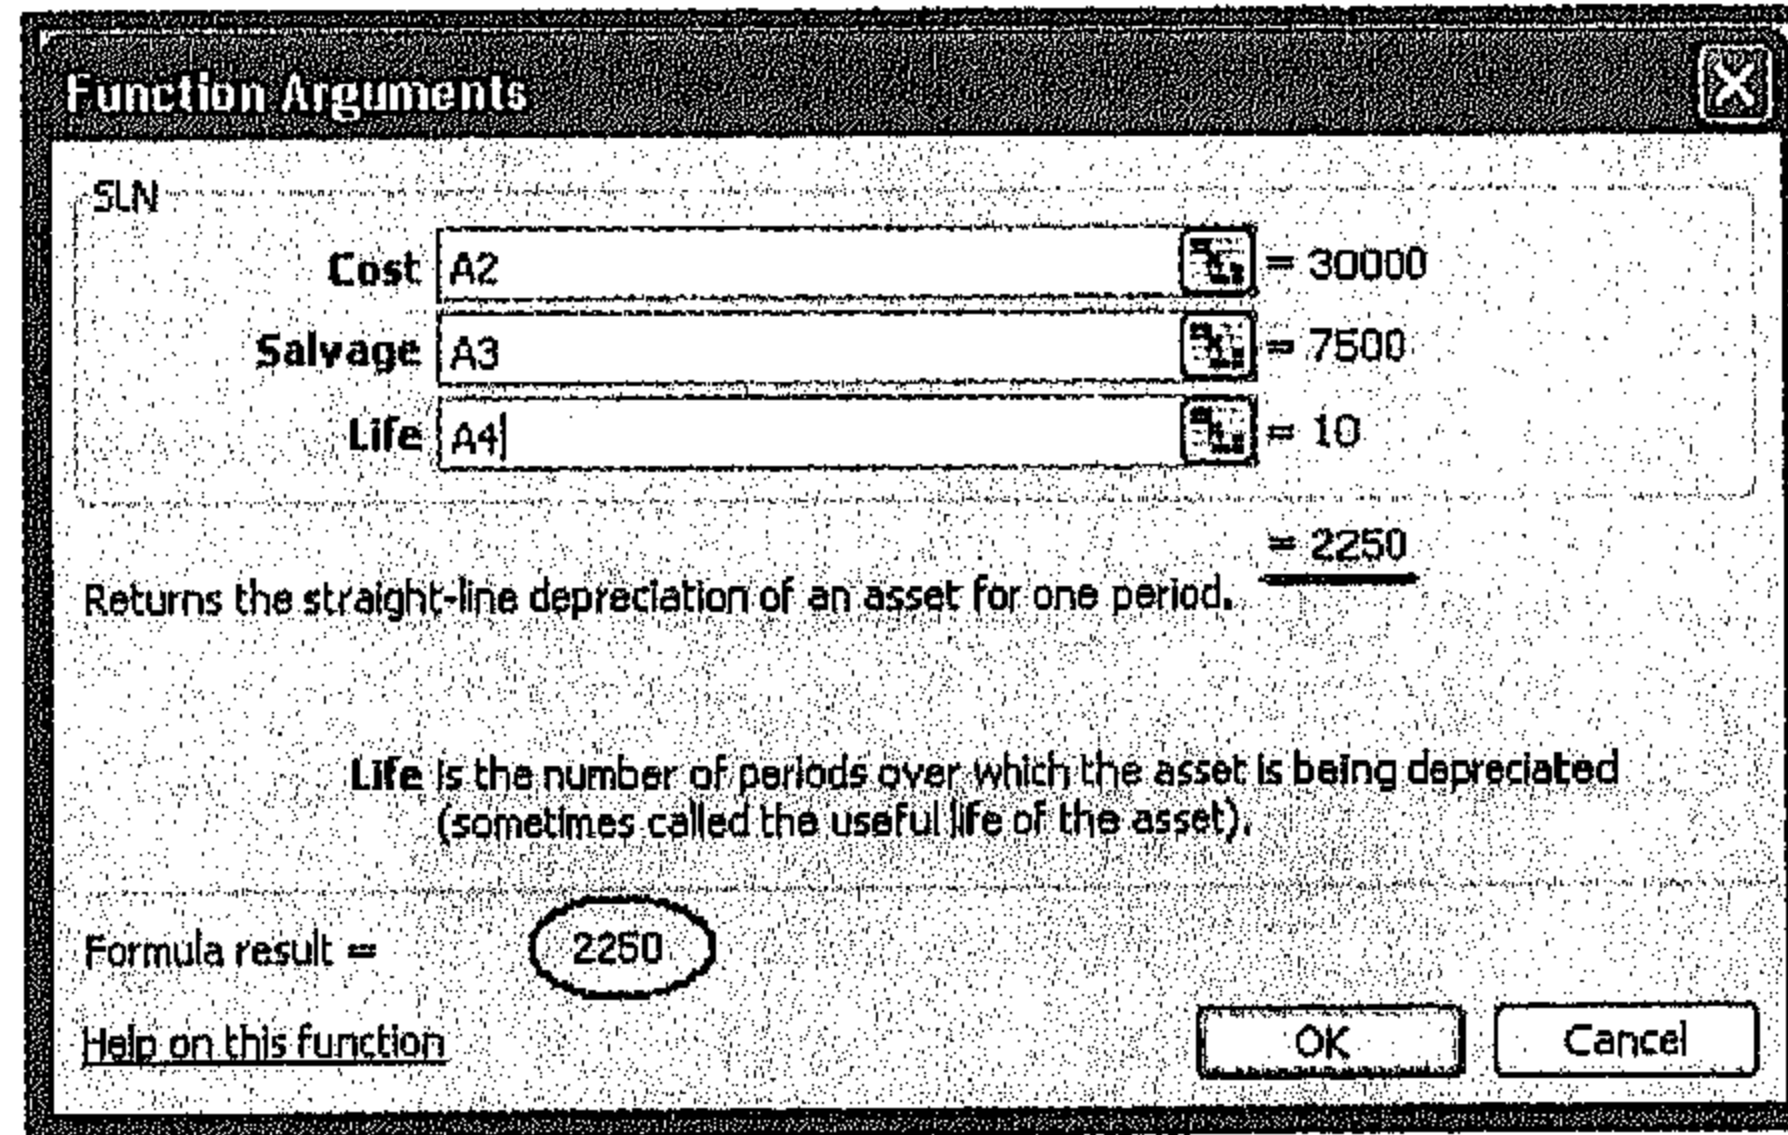 Function Arguments
SLN
Cost A2 = 30000
Salvage A3 = 7500
Life A4 = 10
= 2250
Returns the straight-line depreciation of an asset for one period.
Life is the number of periods over which the asset is being depreciated
(sometimes called the useful life of the asset).
Formula result = 2250
Help on this function
OK Cancel